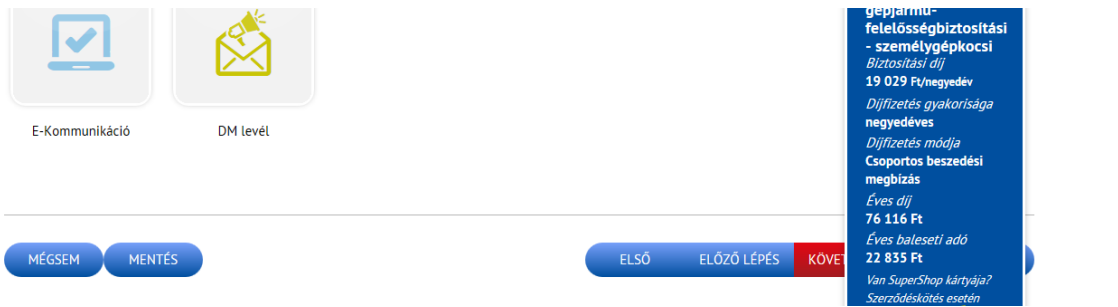 gépjármű-
felelősségbiztosítási
- személygépkocsi
Biztosítási díj
19 029 Ft/negyedév
Díjfizetés gyakorisága
negyedéves
Díjfizetés módja
Csoportos beszedési
megbízás
Éves díj
76 116 Ft
Éves baleseti adó
22 835 Ft
Van SuperShop kártyája?
Szerződéskötés esetén
E-Kommunikáció
DM levél
MÉGSEM
MENTÉS
ELSŐ
ELŐZŐ LÉPÉS